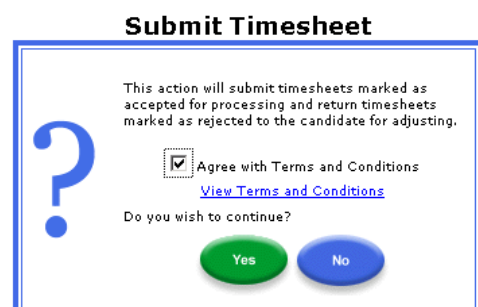 Submit Timesheet
This action will submit timesheets marked as
accepted for processing and return timesheets
marked as rejected to the candidate for adjusting.
Agree with Terms and Conditions
View Terms and Conditions
Do you wish to continue?
Yes No
?